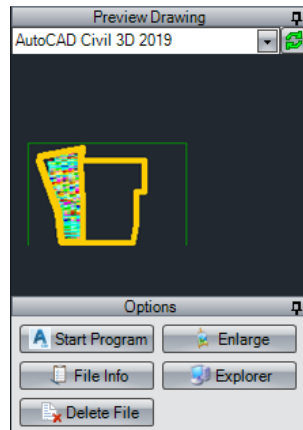 Preview Drawing
AutoCAD Civil 3D 2019
Options
Start Program
Enlarge
File Info
Explorer
Delete File